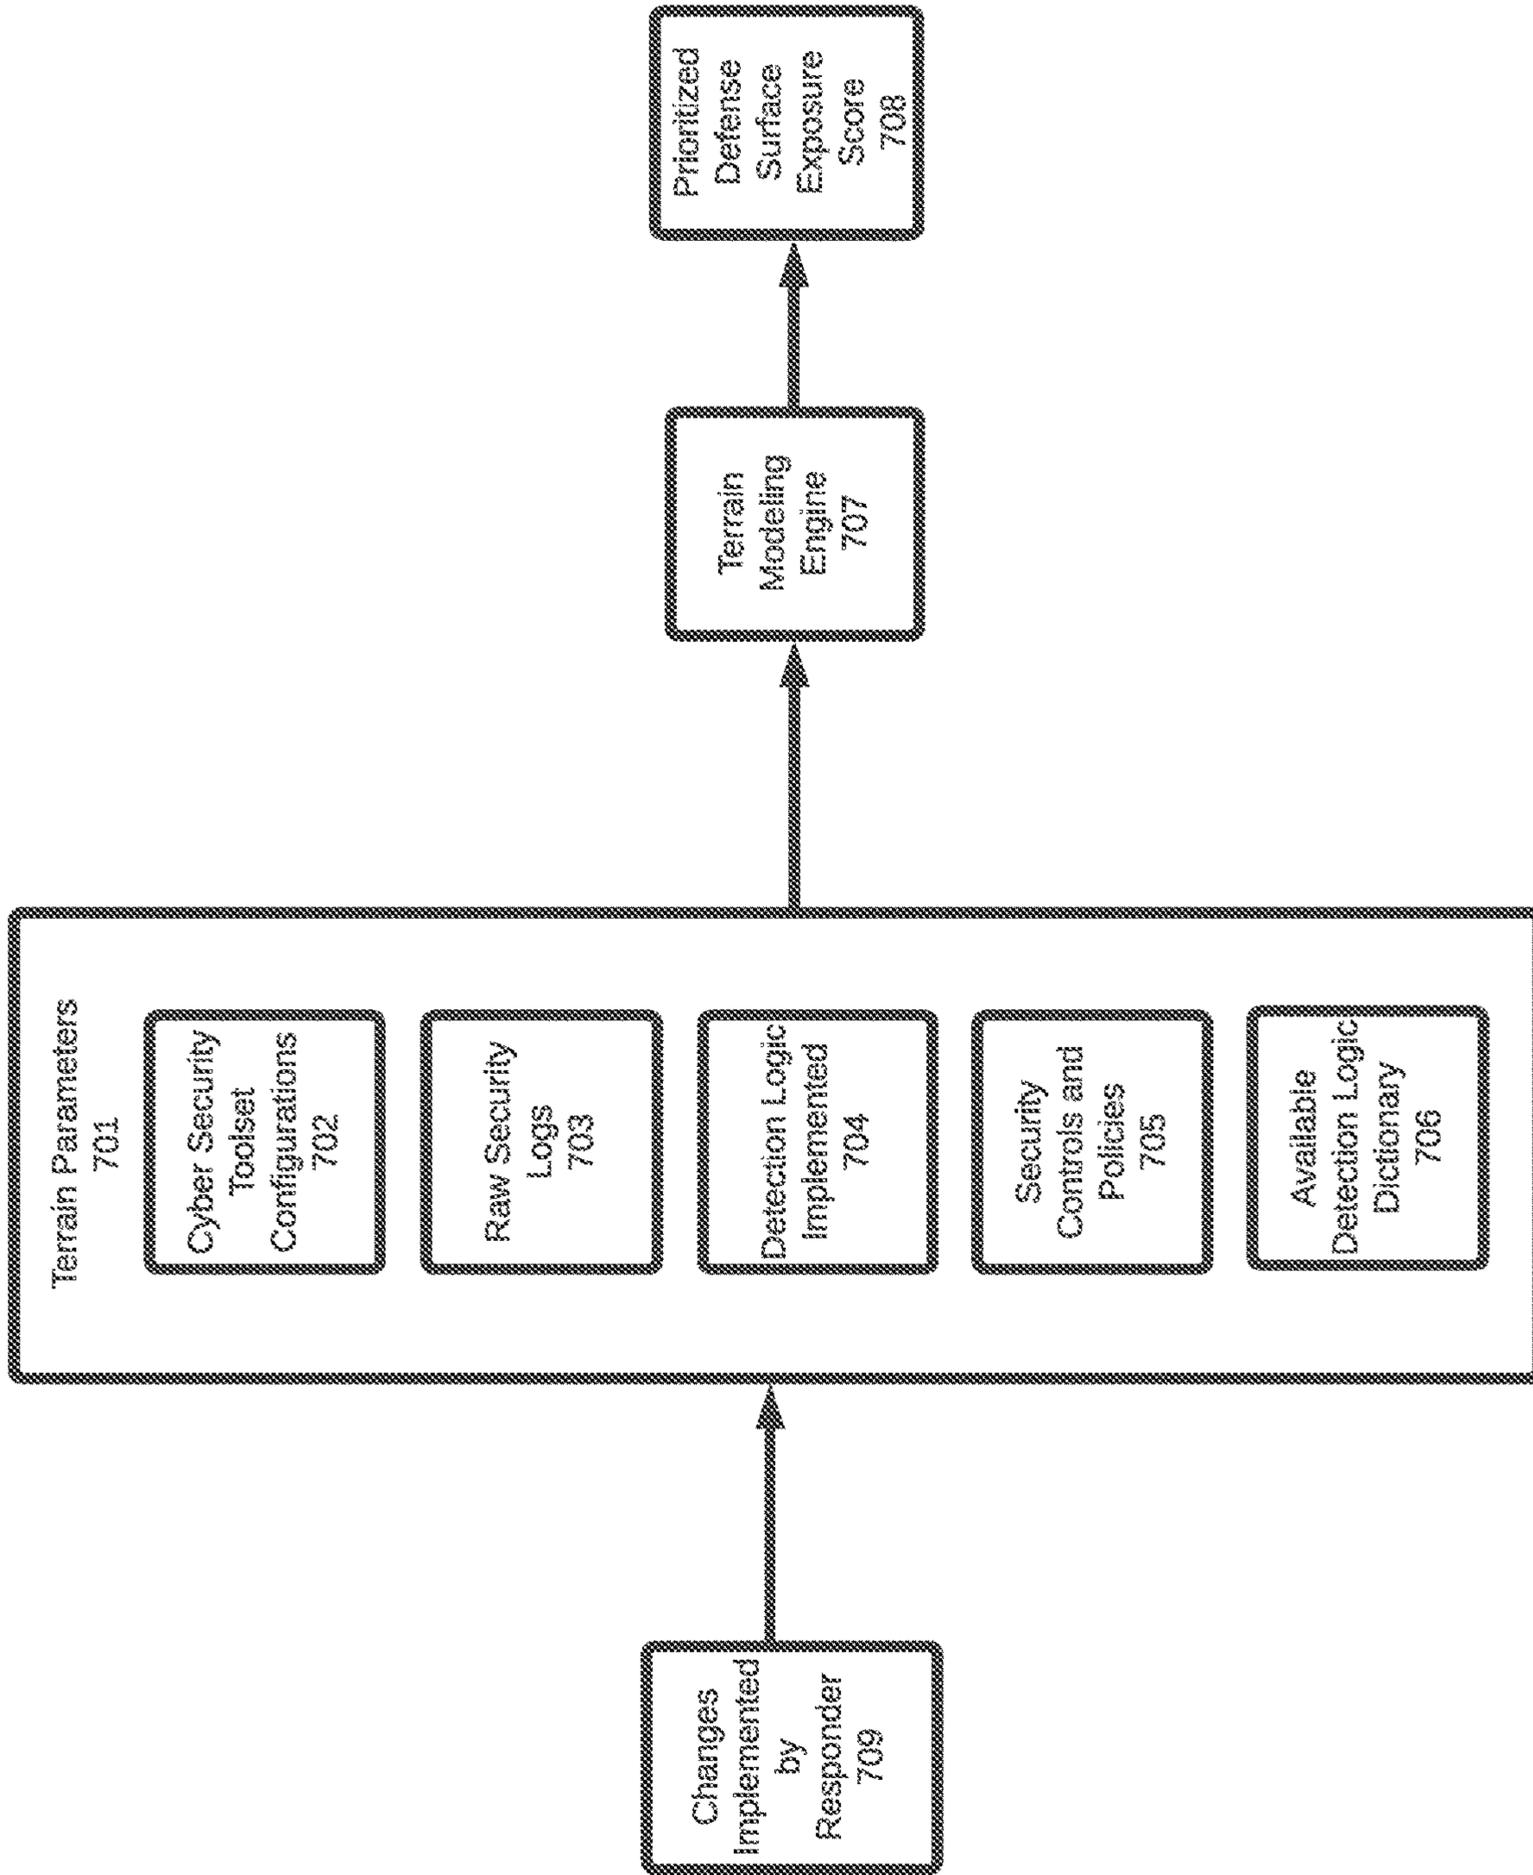 Changes
Implemented
by
Responder
709
Terrain Parameters
701
Cyber Security
Toolset
Configurations
702
Raw Security
Logs
703
Detection Logic
Implemented
704
Security
Controls and
Policies
705
Available
Detection Logic
Dictionary
706
Terrain
Modeling
Engine
707
Prioritized
Defense
Surface
Exposure
Score
708